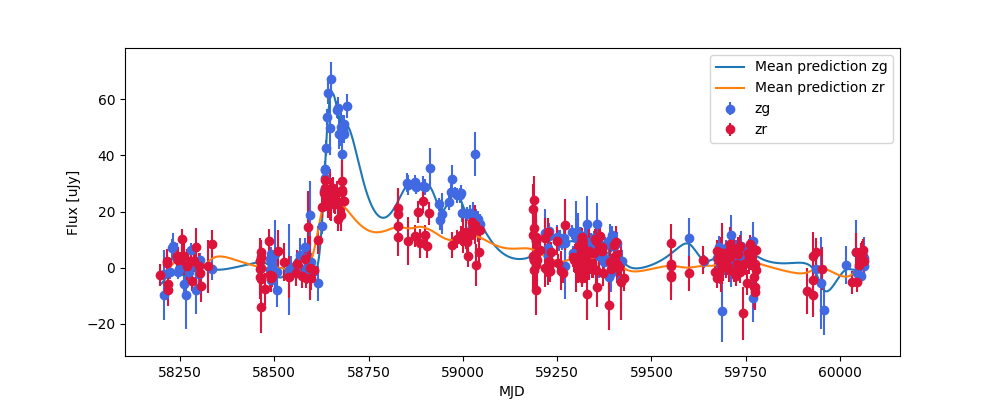 Mean prediction zg
Mean prediction zr
zg
zr
60
40
20
0
−20
Flux [uJy]
58250 58500 58750 59000 59250 59500 59750 60000
MJD